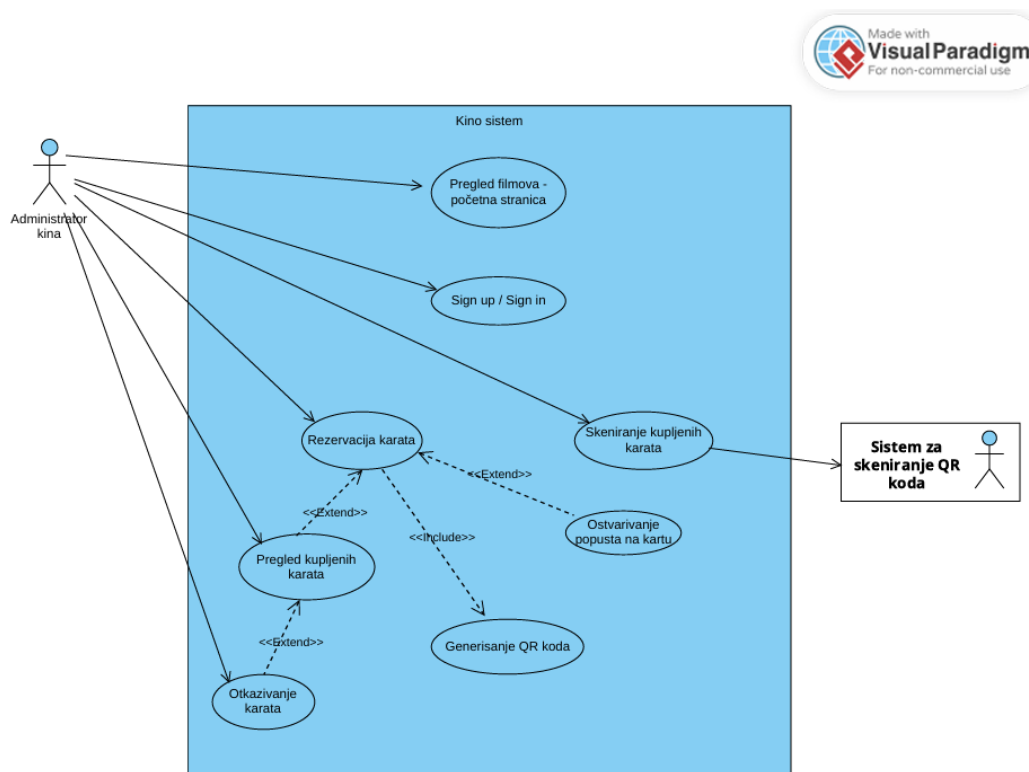 Made with
Visual Paradigm
For non-commercial use
Kino sistem
Administrator
kina
Pregled filmova -
početna stranica
Sign up / Sign in
Rezervacija karata
Skeniranje kupljenih
karata
Sistem za
skeniranje QR
koda
<<Extend>>
<<Extend>>
Ostvarivanje
popusta na kartu
<<Include>>
Pregled kupljenih
karata
<<Extend>>
Generisanje QR koda
Otkazivanje
karata